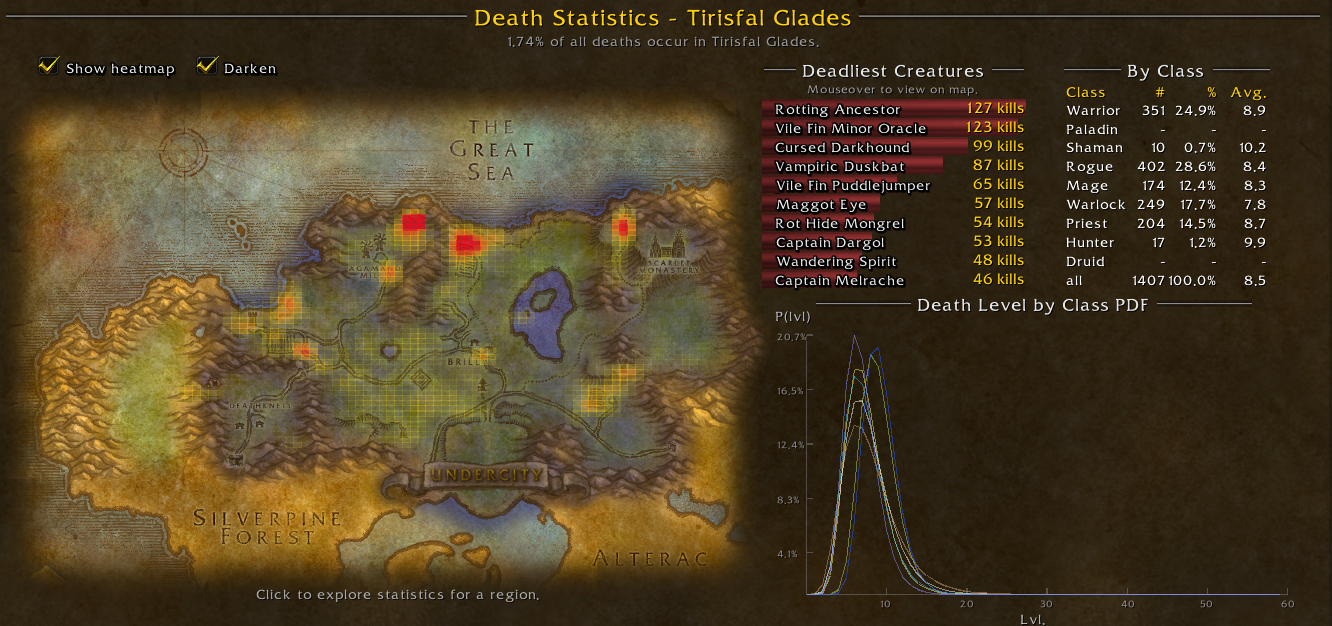 Death Statistics - Tirisfal Glades
1,74% of all deaths occur in Tirisfal Glades.
Show heatmap
Darken
THE
GREAT
SEA
AGAMAND
MILLS
SCARLET
MONASTERY
BRILL
DEATHKNELL
UNDERCITY
SILVERPINE
FOREST
ALTERAC
Click to explore statistics for a region.
Deadliest Creatures
Mouseover to view on map.
Rotting Ancestor 127 kills
Vile Fin Minor Oracle 123 kills
Cursed Darkhound 99 kills
Vampiric Duskbat 87 kills
Vile Fin Puddlejumper 65 kills
Maggot Eye 57 kills
Rot Hide Mongrel 54 kills
Captain Dargol 53 kills
Wandering Spirit 48 kills
Captain Melrache 46 kills
By Class
Class # % Avg.
Warrior 351 24,9% 8,9
Paladin - - -
Shaman 10 0,7% 10,2
Rogue 402 28,6% 8,4
Mage 174 12,4% 8,3
Warlock 249 17,7% 7,8
Priest 204 14,5% 8,7
Hunter 17 1,2% 9,9
Druid - - -
all 1407 100,0% 8,5
Death Level by Class PDF
P(lvl)
20,7%
16,5%
12,4%
8,3%
4,1%
10 20 30 40 50 60
Lvl.